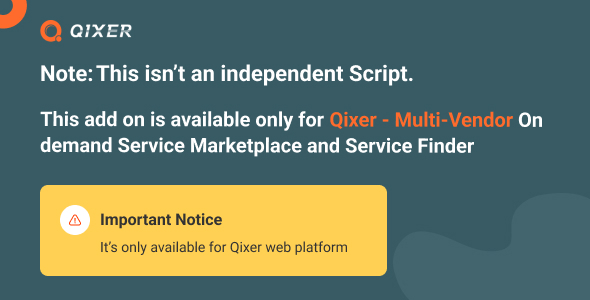 QIXER
Note: This isn't an independent Script.
This add on is available only for Qixer - Multi-Vendor On
demand Service Marketplace and Service Finder
Important Notice
It's only available for Qixer web platform